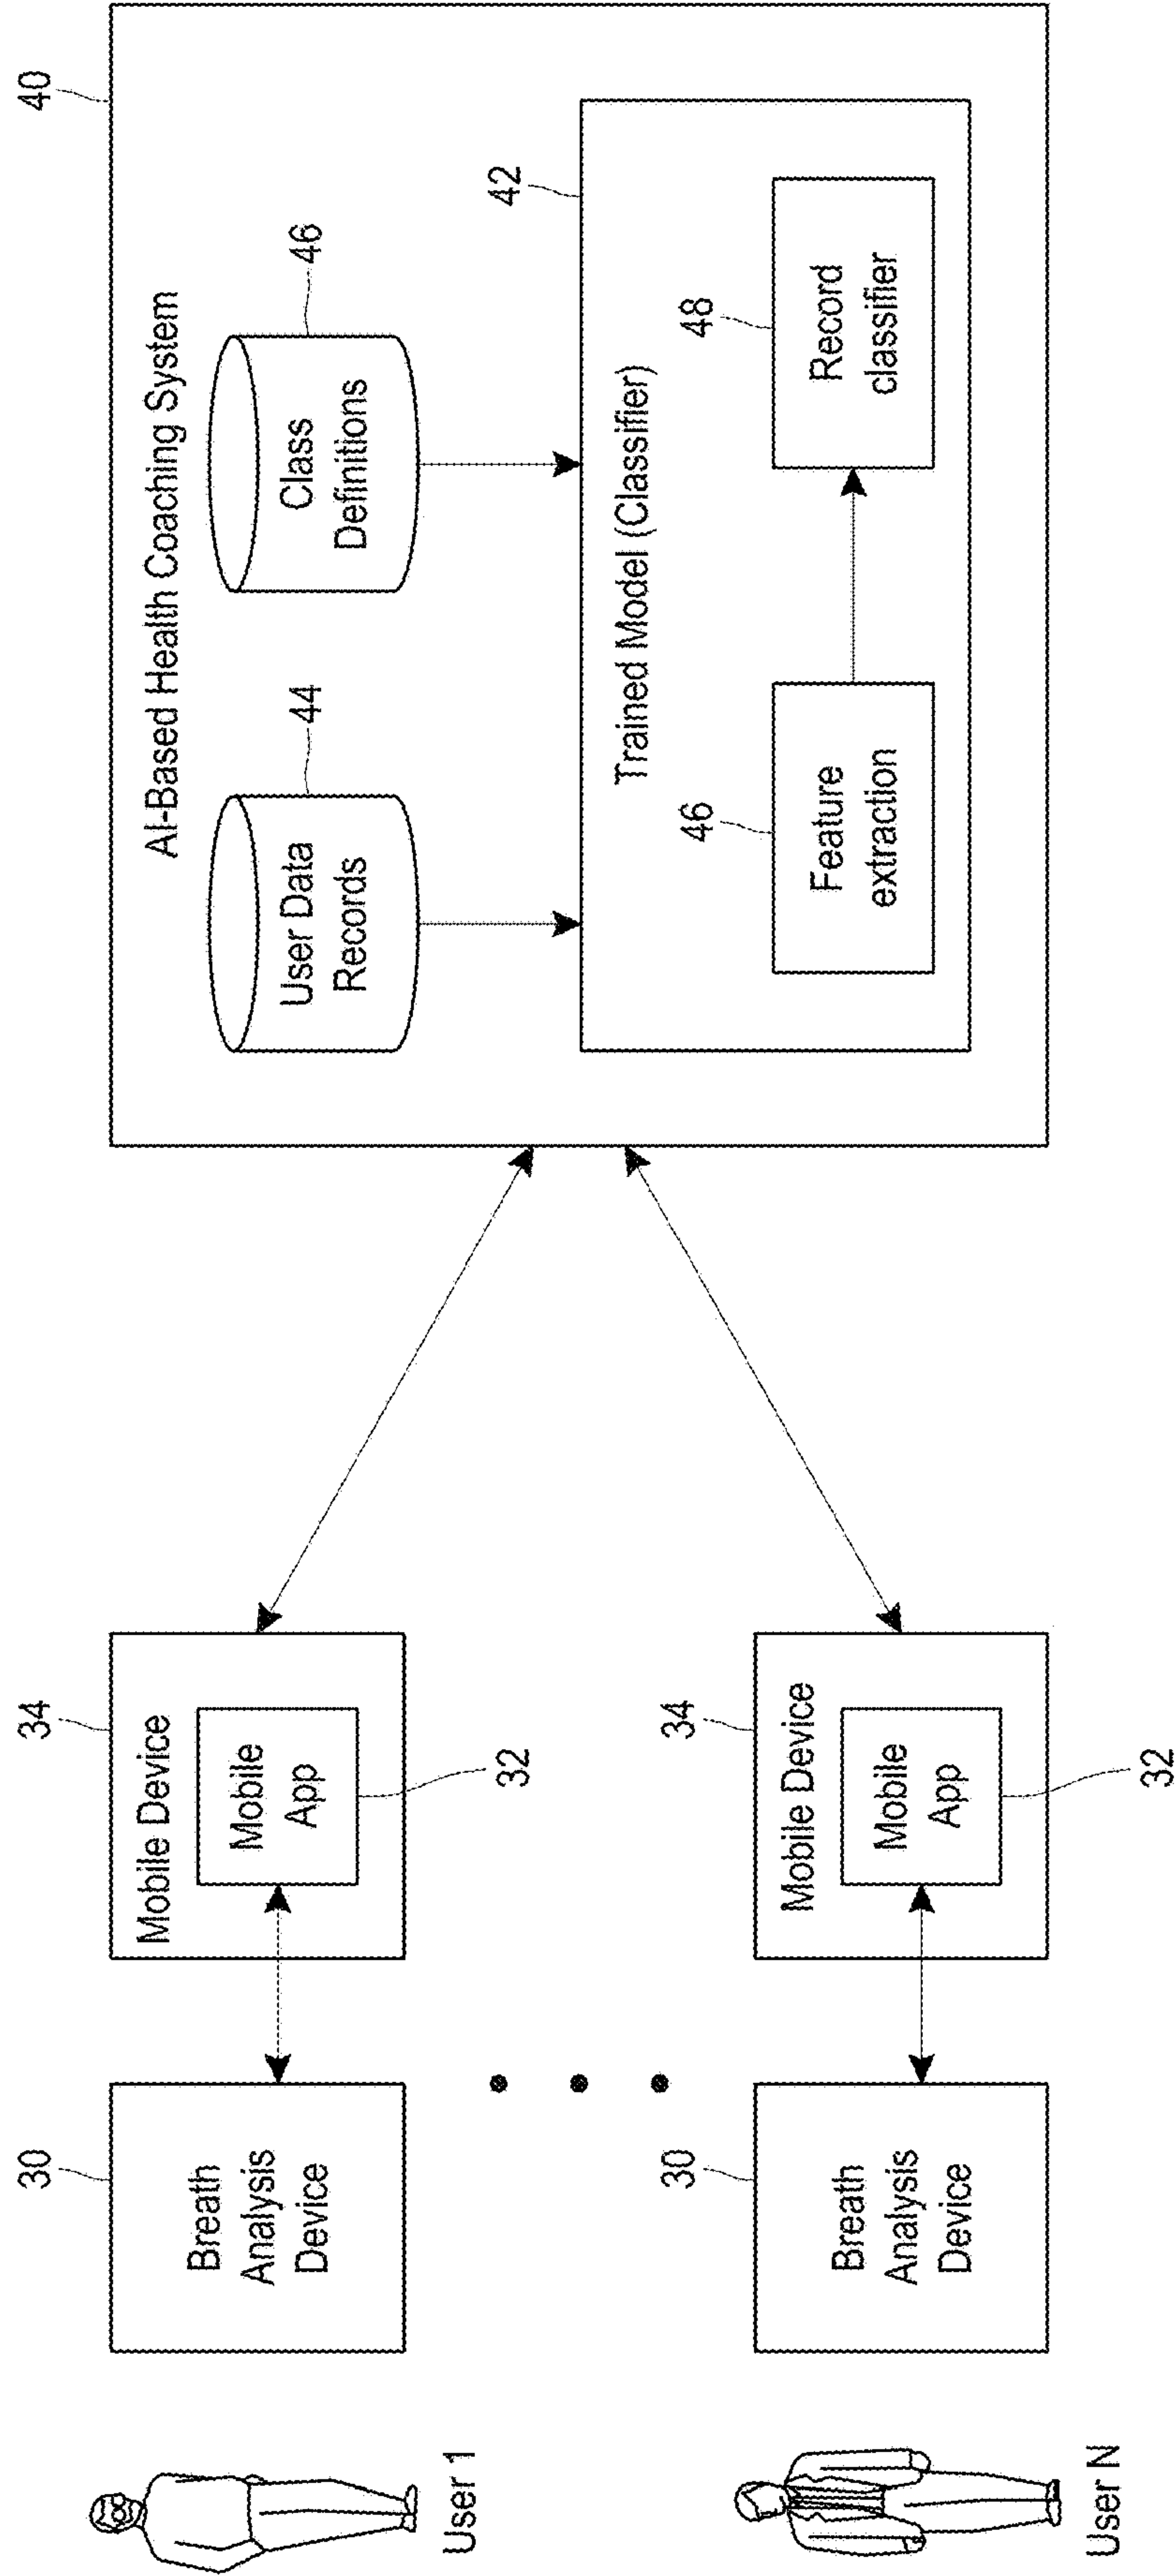 40
AI-Based Health Coaching System
User Data
Records
44
Class
Definitions
46
42
Trained Model (Classifier)
46
Feature
extraction
48
Record
classifier
User 1
30
Breath
Analysis
Device
34
Mobile Device
Mobile
App
32
User N
30
Breath
Analysis
Device
34
Mobile Device
Mobile
App
32